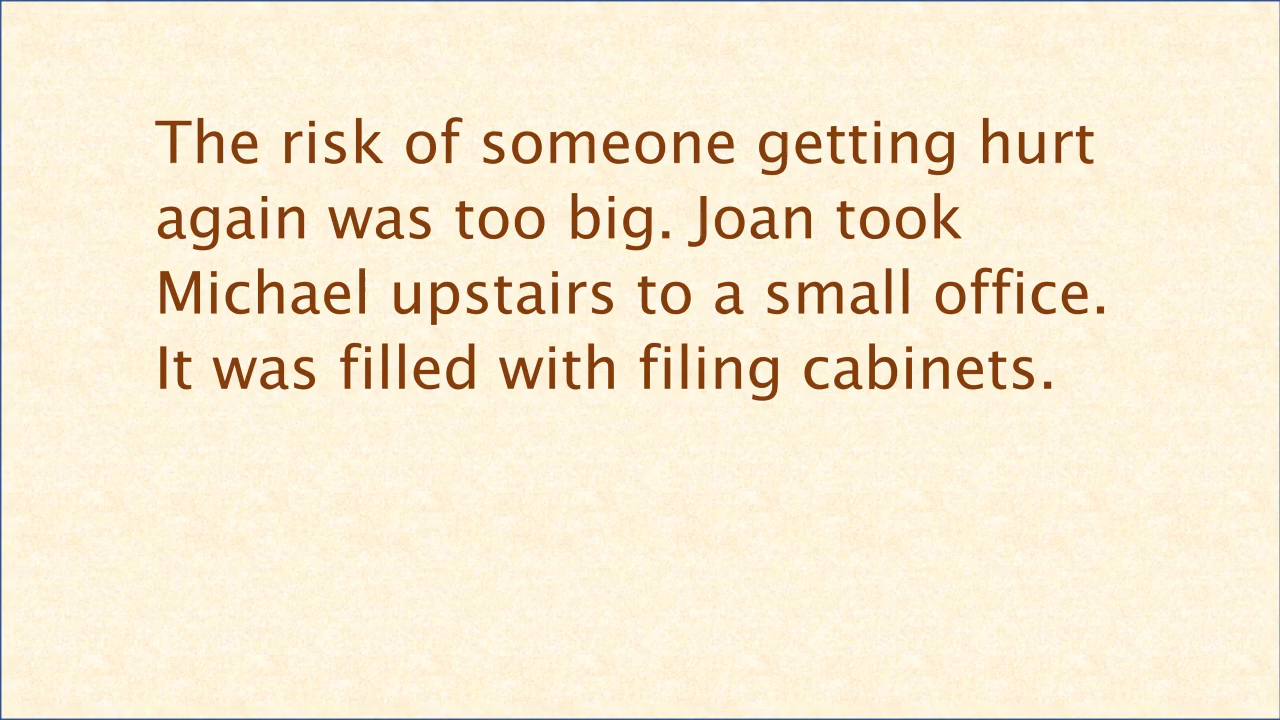 The risk of someone getting hurt
again was too big. Joan took
Michael upstairs to a small office.
It was filled with filing cabinets.